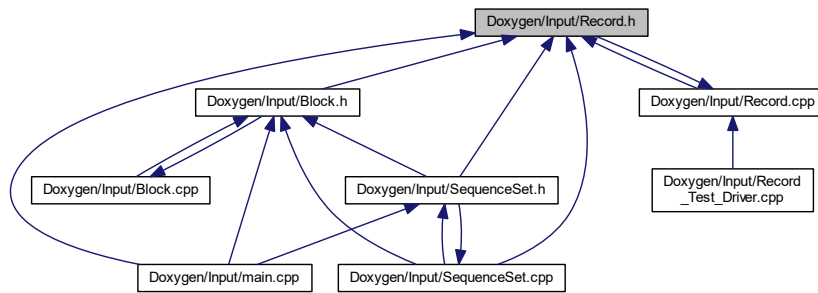 Doxygen/Input/Record.h
Doxygen/Input/Block.h
Doxygen/Input/Record.cpp
Doxygen/Input/Block.cpp
Doxygen/Input/SequenceSet.h
Doxygen/Input/Record
_Test_Driver.cpp
Doxygen/Input/main.cpp
Doxygen/Input/SequenceSet.cpp